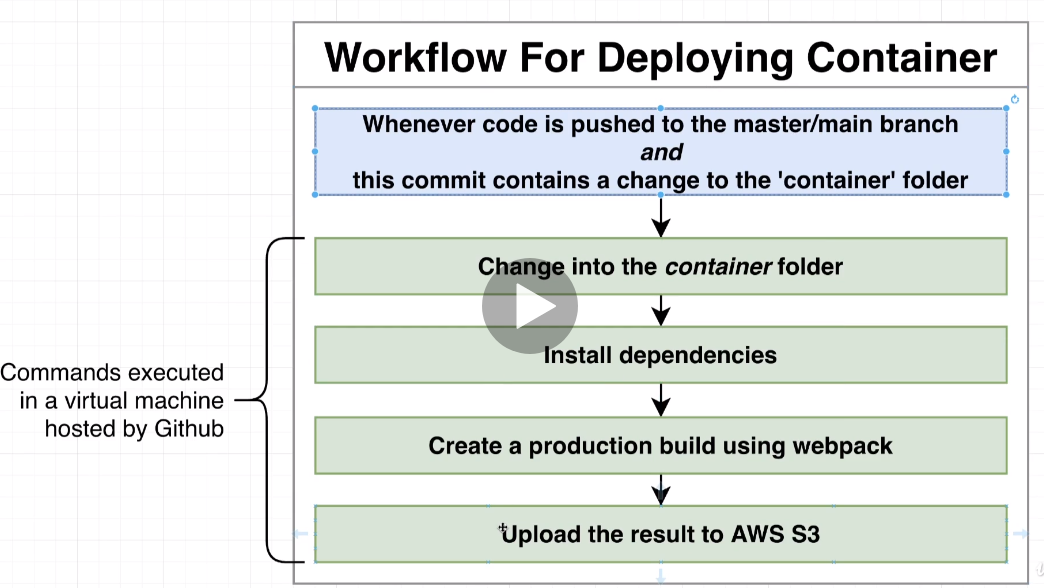 Workflow For Deploying Container
Whenever code is pushed to the master/main branch
and
this commit contains a change to the 'container' folder
Change into the container folder
Install dependencies
Commands executed
in a virtual machine
hosted by Github
Create a production build using webpack
Upload the result to AWS S3